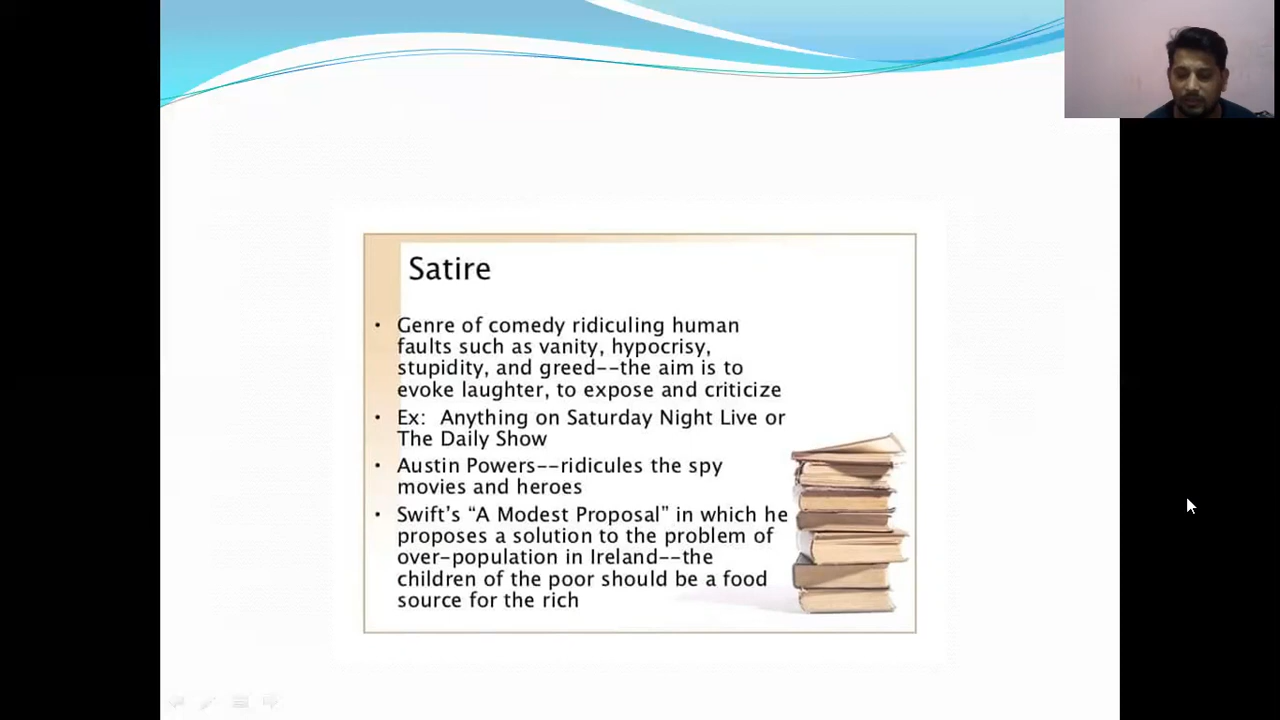 Satire
• Genre of comedy ridiculing human
faults such as vanity, hypocrisy,
stupidity, and greed--the aim is to
evoke laughter, to expose and criticize
• Ex:  Anything on Saturday Night Live or
The Daily Show
• Austin Powers--ridicules the spy
movies and heroes
• Swift's “A Modest Proposal” in which he
proposes a solution to the problem of
over-population in Ireland--the
children of the poor should be a food
source for the rich